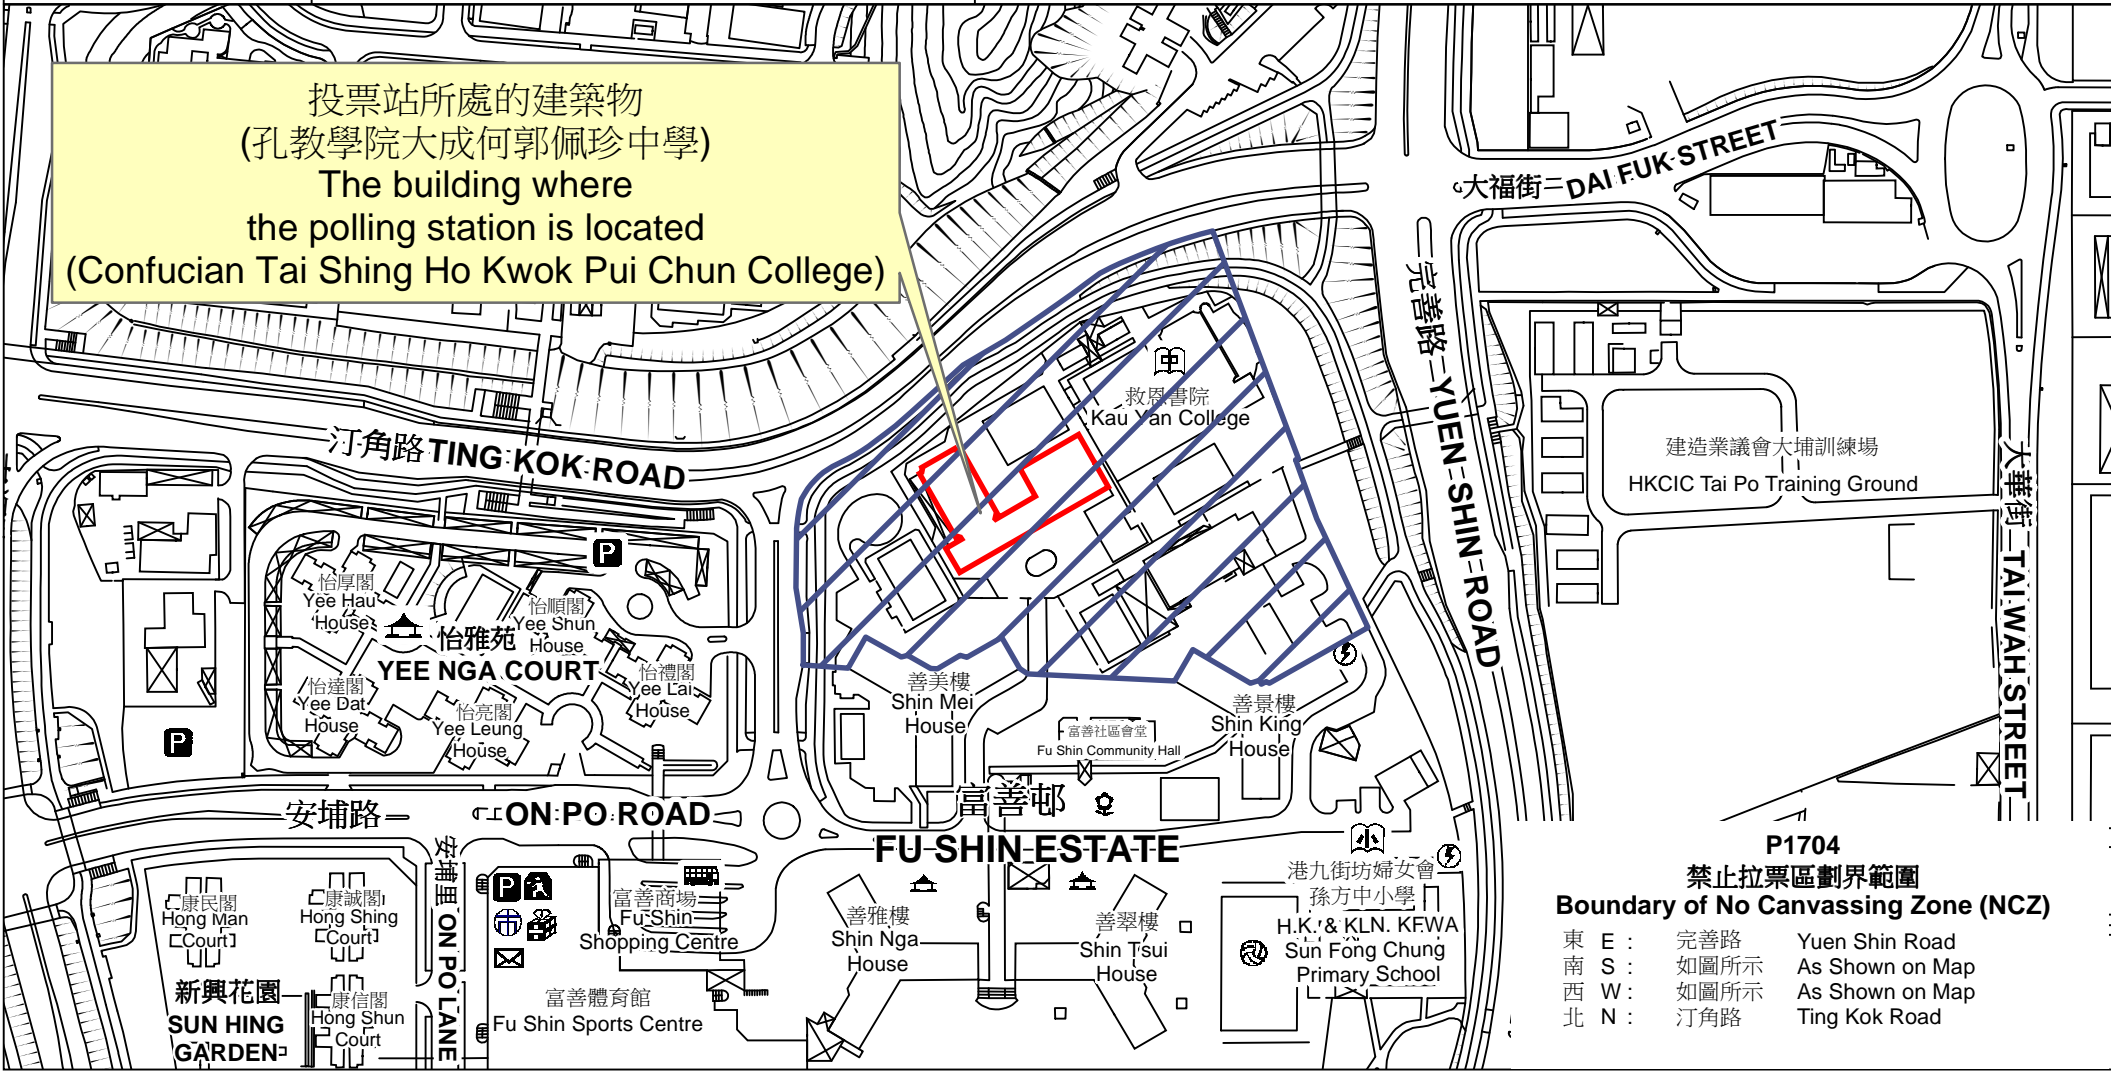 投票站所處的建築物
(孔教學院大成何郭佩珍中學)
The building where
the polling station is located
(Confucian Tai Shing Ho Kwok Pui Chun College)
大福街 DAI FUK STREET
完善路 YUEN SHIN ROAD
中
救恩書院
Kau Yan College
汀角路 TING KOK ROAD
建造業議會大埔訓練場
HKCIC Tai Po Training Ground
大華街 TAI WAH STREET
P
怡厚閣
Yee Hau
House
怡順閣
Yee Shun
House
怡雅苑
YEE NGA COURT
怡達閣
Yee Dat
House
怡亮閣
Yee Leung
House
怡禮閣
Yee Lai
House
P
善美樓
Shin Mei
House
富善社區會堂
Fu Shin Community Hall
善景樓
Shin King
House
安埔路 ON PO ROAD
富善邨
FU SHIN ESTATE
安埔里 ON PO LANE
康民閣
Hong Man
Court
康誠閣
Hong Shing
Court
新興花園
SUN HING
GARDEN
康信閣
Hong Shun
Court
P
富善商場
Fu Shin
Shopping Centre
富善體育館
Fu Shin Sports Centre
善雅樓
Shin Nga
House
善翠樓
Shin Tsui
House
小
港九街坊婦女會
孫方中小學
H.K. & KLN. KFWA
Sun Fong Chung
Primary School
P1704
禁止拉票區劃界範圍
Boundary of No Canvassing Zone (NCZ)
東 E : 完善路 Yuen Shin Road
南 S : 如圖所示 As Shown on Map
西 W : 如圖所示 As Shown on Map
北 N : 汀角路 Ting Kok Road